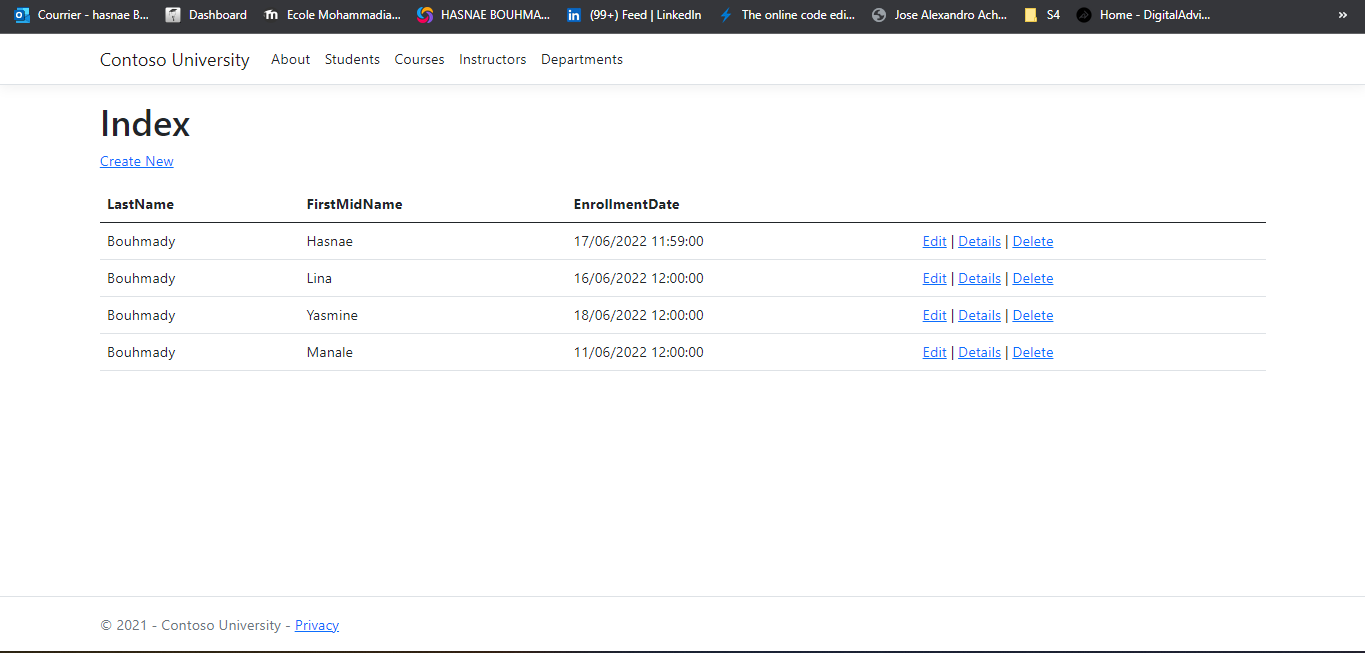 Courrier - hasnae B... Dashboard Ecole Mohammadia... HASNAE BOUHMA... (99+) Feed | LinkedIn The online code edi... Jose Alexandro Ach... S4 Home - DigitalAdvi... »
Contoso University About Students Courses Instructors Departments
Index
Create New
LastName FirstMidName EnrollmentDate
Bouhmady Hasnae 17/06/2022 11:59:00 Edit | Details | Delete
Bouhmady Lina 16/06/2022 12:00:00 Edit | Details | Delete
Bouhmady Yasmine 18/06/2022 12:00:00 Edit | Details | Delete
Bouhmady Manale 11/06/2022 12:00:00 Edit | Details | Delete
© 2021 - Contoso University - Privacy